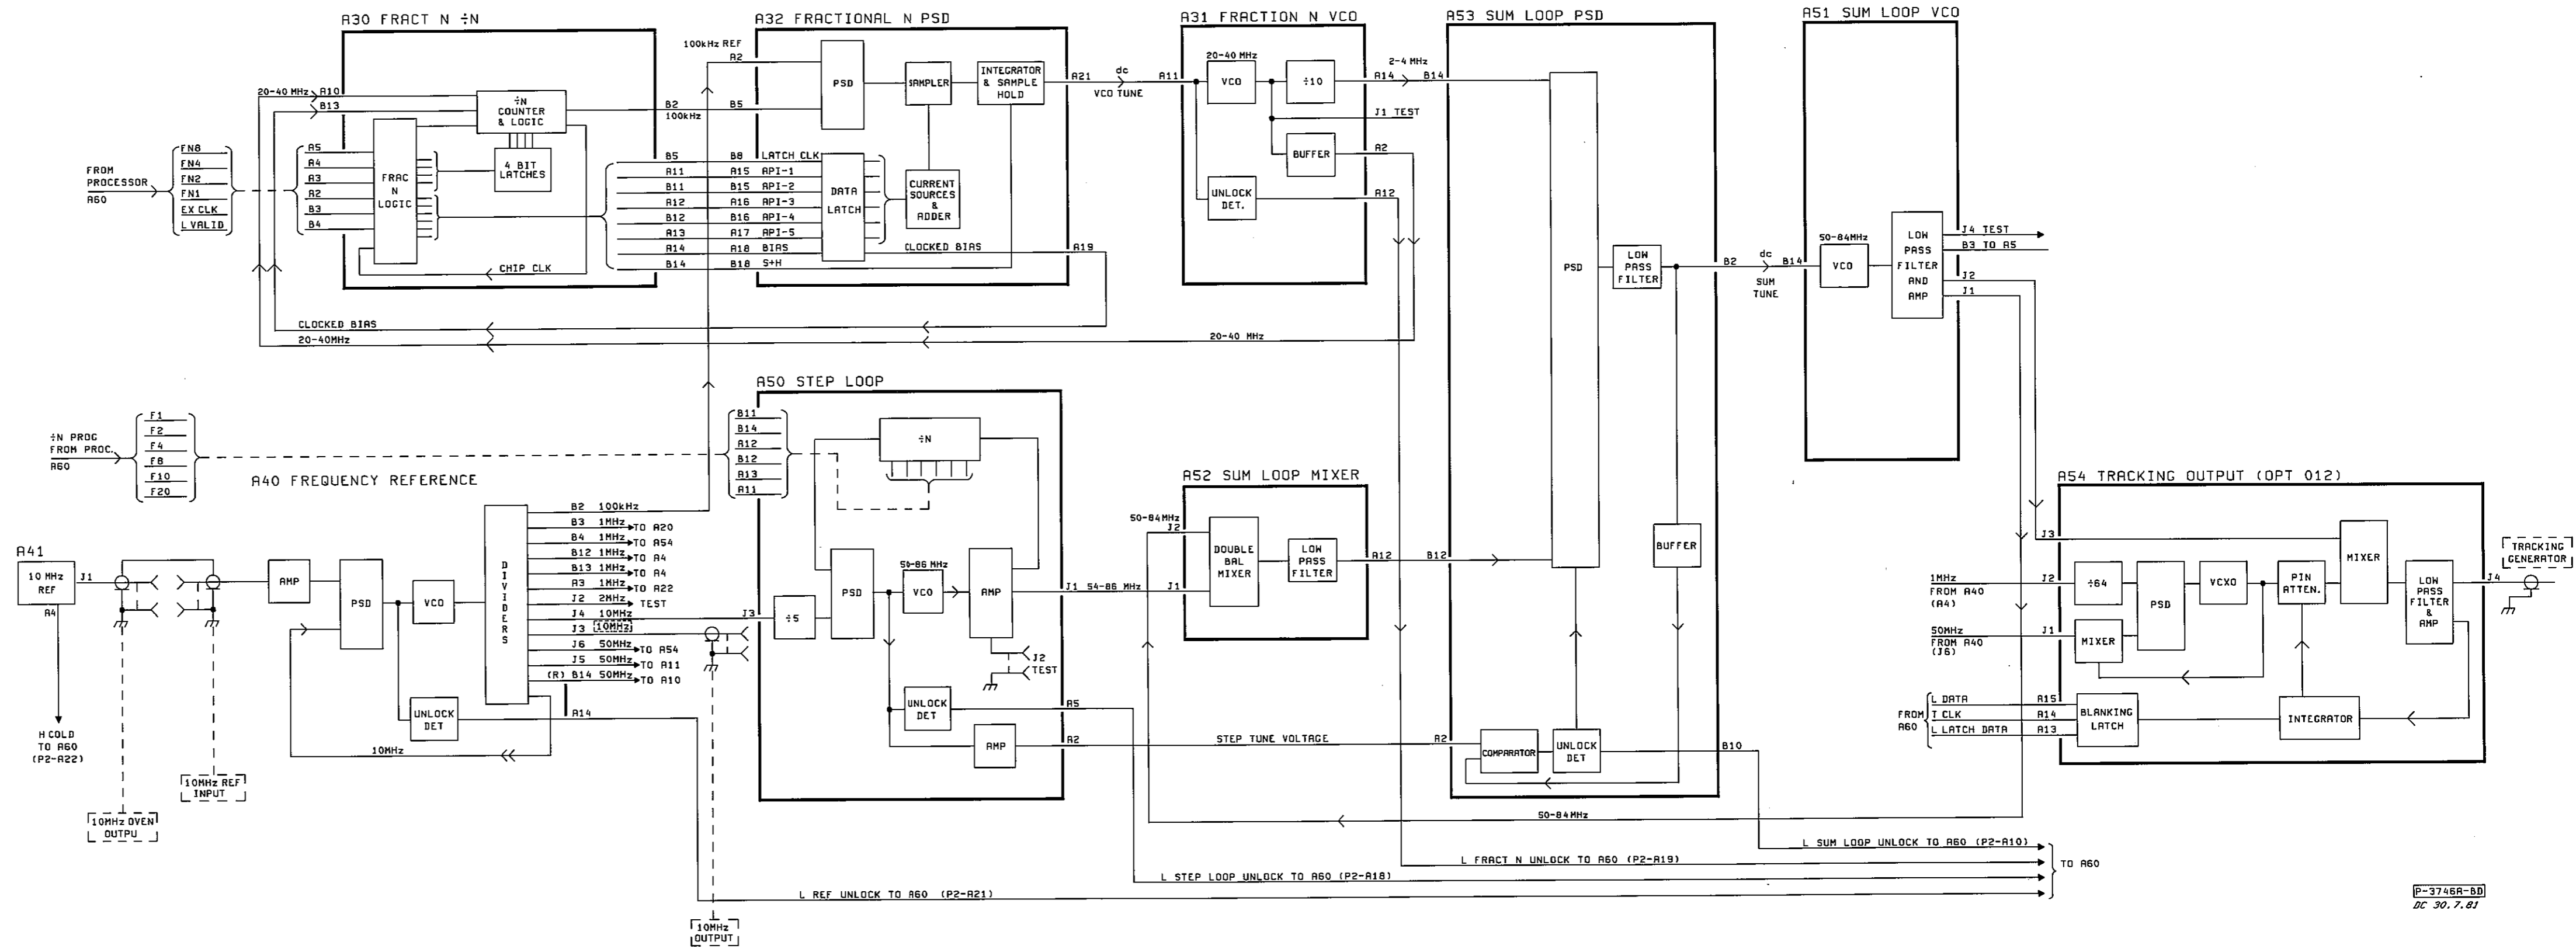 A30 FRACT N ÷N
A32 FRACTIONAL N PSD
A31 FRACTION N VCO
A53 SUM LOOP PSD
A51 SUM LOOP VCO
20-40 MHz A10
B13
÷N
COUNTER
& LOGIC
FROM
PROCESSOR
A60
FN8
FN4
FN2
FN1
EX CLK
L VALID
A5
A4
A3
A2
B3
B4
FRAC
N
LOGIC
4 BIT
LATCHES
CHIP CLK
100kHz REF
A2
B2
100kHz
B5
PSD
SAMPLER
INTEGRATOR
& SAMPLE
HOLD
B5 B8 LATCH CLK
A11 A15 API-1
B11 B15 API-2
A12 A16 API-3
B12 B16 API-4
A13 A17 API-5
A14 A18 BIAS
B14 B18 S+H
DATA
LATCH
CURRENT
SOURCES
&
ADDER
CLOCKED BIAS
A19
A21
dc
VCO TUNE
A11
20-40 MHz
VCO
÷10
J1 TEST
BUFFER
A2
UNLOCK
DET.
A12
2-4 MHz
A14
B14
PSD
LOW
PASS
FILTER
B2
dc
SUM
TUNE
B14
50-84MHz
VCO
LOW
PASS
FILTER
AND
AMP
J4 TEST
B3 TO A5
J2
J1
CLOCKED BIAS
20-40MHz
20-40 MHz
÷N PROG
FROM PROC.
A60
F1
F2
F4
F8
F10
F20
A40 FREQUENCY REFERENCE
A50 STEP LOOP
B11
B14
A12
B12
A13
A11
÷N
A41
10 MHz
REF
J1
A4
H COLD
TO A60
(P2-A22)
10MHz OVEN
OUTPU
10MHz REF
INPUT
AMP
PSD
VCO
UNLOCK
DET
10MHz
DIVIDERS
B2 100kHz
B3 1MHz TO A20
B4 1MHz TO A54
B12 1MHz TO A4
B13 1MHz TO A4
A3 1MHz TO A22
J2 2MHz TEST
J4 10MHz
J3 10MHz
J6 50MHz TO A54
J5 50MHz TO A11
(R) B14 50MHz TO A10
A14
J3
÷5
PSD
54-86 MHz
VCO
AMP
J2
TEST
UNLOCK
DET
A5
AMP
A2
J1 54-86 MHz
J1
A52 SUM LOOP MIXER
50-84MHz
J2
DOUBLE
BAL
MIXER
LOW
PASS
FILTER
A12
B12
BUFFER
STEP TUNE VOLTAGE
A2
COMPARATOR
UNLOCK
DET
B10
50-84MHz
A54 TRACKING OUTPUT (OPT 012)
J3
1MHz
FROM A40
(A4)
J2
÷64
PSD
VCXO
PIN
ATTEN.
MIXER
LOW
PASS
FILTER
&
AMP
J4
TRACKING
GENERATOR
50MHz
FROM A40
(J6)
J1
MIXER
FROM
A60
L DATA A15
T CLK A14
L LATCH DATA A13
BLANKING
LATCH
INTEGRATOR
L SUM LOOP UNLOCK TO A60 (P2-A10)
L FRACT N UNLOCK TO A60 (P2-A19)
TO A60
L STEP LOOP UNLOCK TO A60 (P2-A18)
L REF UNLOCK TO A60 (P2-A21)
10MHz
OUTPUT
P-3746A-BD
DC 30.7.81